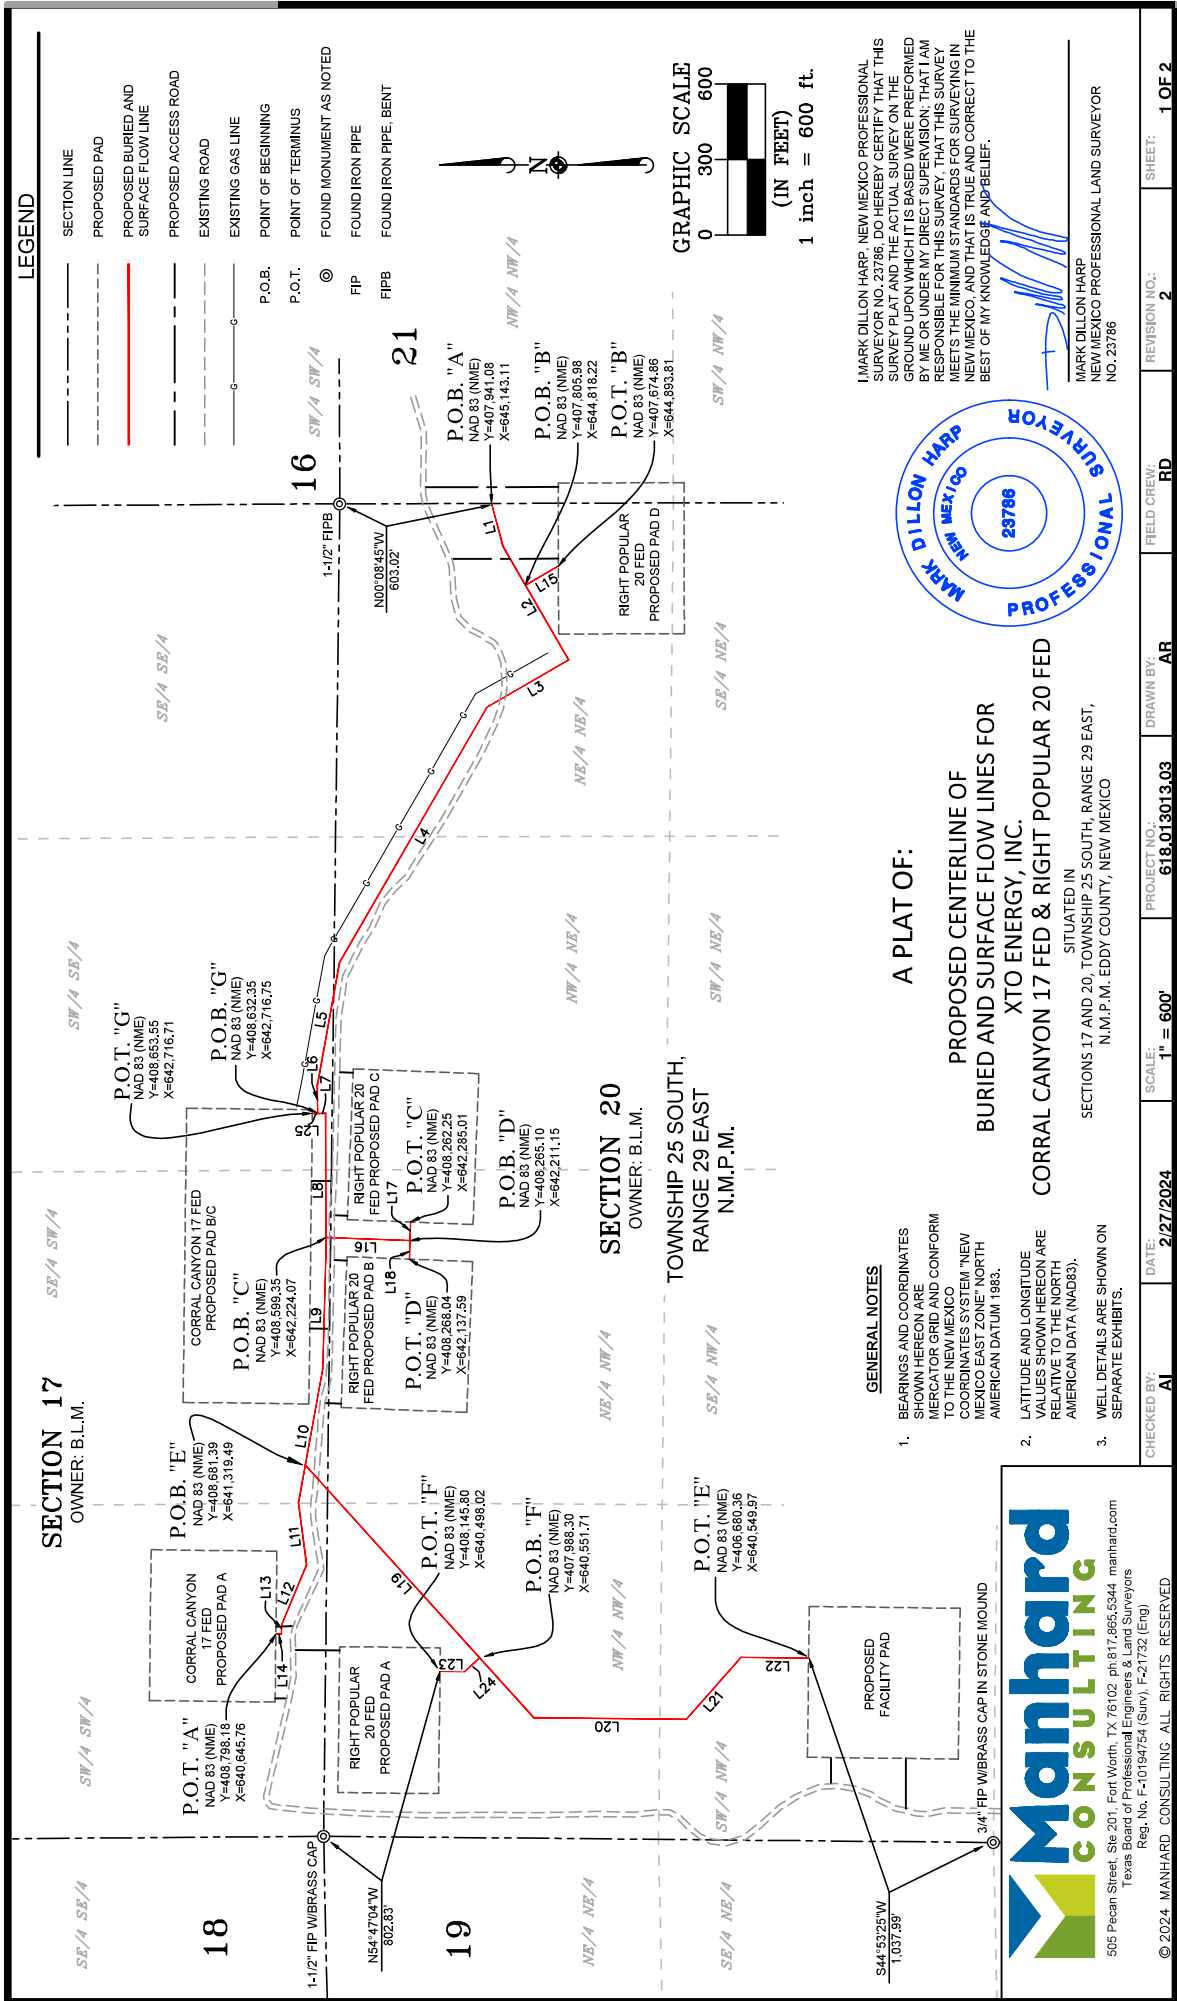 LEGEND
SECTION LINE
PROPOSED PAD
PROPOSED BURIED AND
SURFACE FLOW LINE
PROPOSED ACCESS ROAD
EXISTING ROAD
EXISTING GAS LINE
P.O.B. POINT OF BEGINNING
P.O.T. POINT OF TERMINUS
FOUND MONUMENT AS NOTED
FIP FOUND IRON PIPE
FIPB FOUND IRON PIPE, BENT
G
G
N
GRAPHIC SCALE
0 300 600
(IN FEET)
1 inch = 600 ft.
I,MARK DILLON HARP, NEW MEXICO PROFESSIONAL
SURVEYOR NO. 23786, DO HEREBY CERTIFY THAT THIS
SURVEY PLAT AND THE ACTUAL SURVEY ON THE
GROUND UPON WHICH IT IS BASED WERE PREFORMED
BY ME OR UNDER MY DIRECT SUPERVISION; THAT I AM
RESPONSIBLE FOR THIS SURVEY, THAT THIS SURVEY
MEETS THE MINIMUM STANDARDS FOR SURVEYING IN
NEW MEXICO, AND THAT IS TRUE AND CORRECT TO THE
BEST OF MY KNOWLEDGE AND BELIEF.
MARK DILLON HARP
NEW MEXICO PROFESSIONAL LAND SURVEYOR
NO. 23786
MARK DILLON HARP
NEW MEXICO
23786
PROFESSIONAL SURVEYOR
SECTION 17
OWNER: B.L.M.
SECTION 20
OWNER: B.L.M.
TOWNSHIP 25 SOUTH,
RANGE 29 EAST
N.M.P.M.
16
21
18
19
SE/4 SE/4
SW/4 SW/4
SE/4 SW/4
SW/4 SE/4
SE/4 SE/4
SW/4 SW/4
NE/4 NE/4
NW/4 NW/4
NE/4 NW/4
NW/4 NE/4
NE/4 NE/4
NW/4 NW/4
SE/4 NE/4
SW/4 NW/4
SE/4 NW/4
SW/4 NE/4
SE/4 NE/4
SW/4 NW/4
P.O.B. "A"
NAD 83 (NME)
Y=407,941.08
X=645,143.11
P.O.B. "B"
NAD 83 (NME)
Y=407,805.98
X=644,818.22
P.O.T. "B"
NAD 83 (NME)
Y=407,674.86
X=644,893.81
1-1/2" FIPB
N00°08'45"W
603.02'
RIGHT POPULAR
20 FED
PROPOSED PAD D
P.O.T. "G"
NAD 83 (NME)
Y=408,653.55
X=642,716.71
P.O.B. "G"
NAD 83 (NME)
Y=408,632.35
X=642,716.75
CORRAL CANYON 17 FED
PROPOSED PAD B/C
RIGHT POPULAR 20
FED PROPOSED PAD C
RIGHT POPULAR 20
FED PROPOSED PAD B
P.O.B. "C"
NAD 83 (NME)
Y=408,599.35
X=642,224.07
P.O.T. "C"
NAD 83 (NME)
Y=408,262.25
X=642,285.01
P.O.B. "D"
NAD 83 (NME)
Y=408,265.10
X=642,211.15
P.O.T. "D"
NAD 83 (NME)
Y=408,268.04
X=642,137.59
P.O.B. "E"
NAD 83 (NME)
Y=408,681.39
X=641,319.49
CORRAL CANYON
17 FED
PROPOSED PAD A
P.O.T. "A"
NAD 83 (NME)
Y=408,798.18
X=640,645.76
RIGHT POPULAR
20 FED
PROPOSED PAD A
P.O.T. "F"
NAD 83 (NME)
Y=408,145.80
X=640,498.02
P.O.B. "F"
NAD 83 (NME)
Y=407,988.30
X=640,551.71
P.O.T. "E"
NAD 83 (NME)
Y=406,680.36
X=640,549.97
PROPOSED
FACILITY PAD
1-1/2" FIP W/BRASS CAP
N54°47'04"W
802.83'
S44°53'25"W
1,037.99'
3/4" FIP W/BRASS CAP IN STONE MOUND
L1
L2
L3
L4
L5
L6
L7
L8
L9
L10
L11
L12
L13
L14
L15
L16
L17
L18
L19
L20
L21
L22
L23
L24
L25
G
G
G
G
G
G
G
G
A PLAT OF:
PROPOSED CENTERLINE OF
BURIED AND SURFACE FLOW LINES FOR
XTO ENERGY, INC.
CORRAL CANYON 17 FED & RIGHT POPULAR 20 FED
SITUATED IN
SECTIONS 17 AND 20, TOWNSHIP 25 SOUTH, RANGE 29 EAST,
N.M.P.M. EDDY COUNTY, NEW MEXICO
GENERAL NOTES
1. BEARINGS AND COORDINATES
SHOWN HEREON ARE
MERCATOR GRID AND CONFORM
TO THE NEW MEXICO
COORDINATES SYSTEM "NEW
MEXICO EAST ZONE" NORTH
AMERICAN DATUM 1983.
2. LATITUDE AND LONGITUDE
VALUES SHOWN HEREON ARE
RELATIVE TO THE NORTH
AMERICAN DATA (NAD83).
3. WELL DETAILS ARE SHOWN ON
SEPARATE EXHIBITS.
Manhard
CONSULTING
505 Pecan Street, Ste 201, Fort Worth, TX 76102 ph:817.865.5344 manhard.com
Texas Board of Professional Engineers & Land Surveyors
Reg. No. F-10194754 (Surv), F-21732 (Eng)
© 2024 MANHARD CONSULTING ALL RIGHTS RESERVED
CHECKED BY: AI
DATE: 2/27/2024
SCALE: 1" = 600'
PROJECT NO.: 618.013013.03
DRAWN BY: AR
FIELD CREW: RD
REVISION NO.: 2
SHEET: 1 OF 2